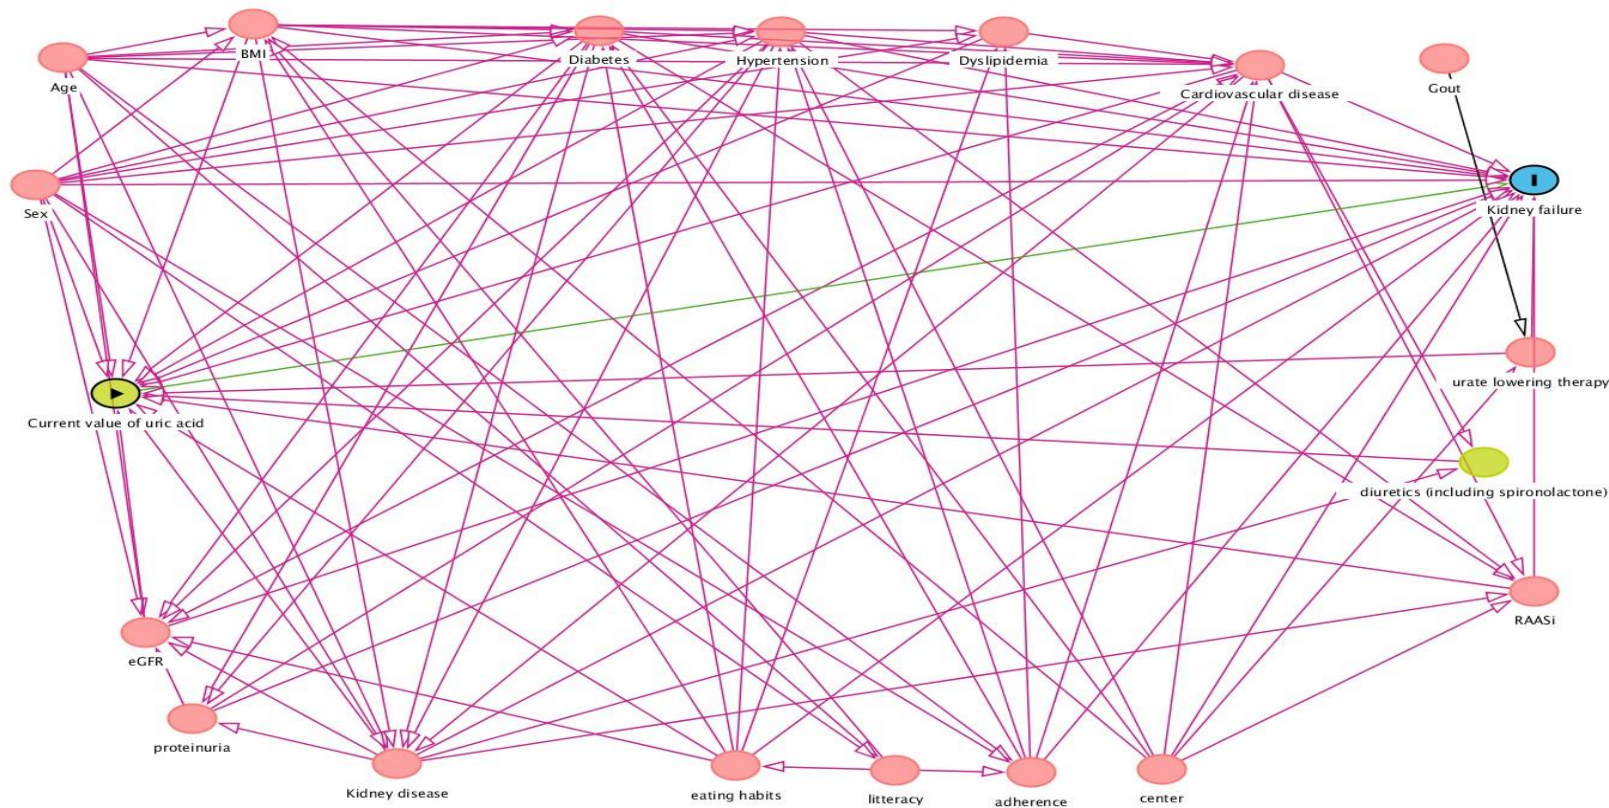 BMI
Diabetes
Hypertension
Dyslipidemia
Age
Cardiovascular disease
Gout
Sex
Kidney failure
urate lowering therapy
Current value of uric acid
diuretics (including spironolactone)
RAASi
eGFR
proteinuria
Kidney disease
eating habits
litteracy
adherence
center